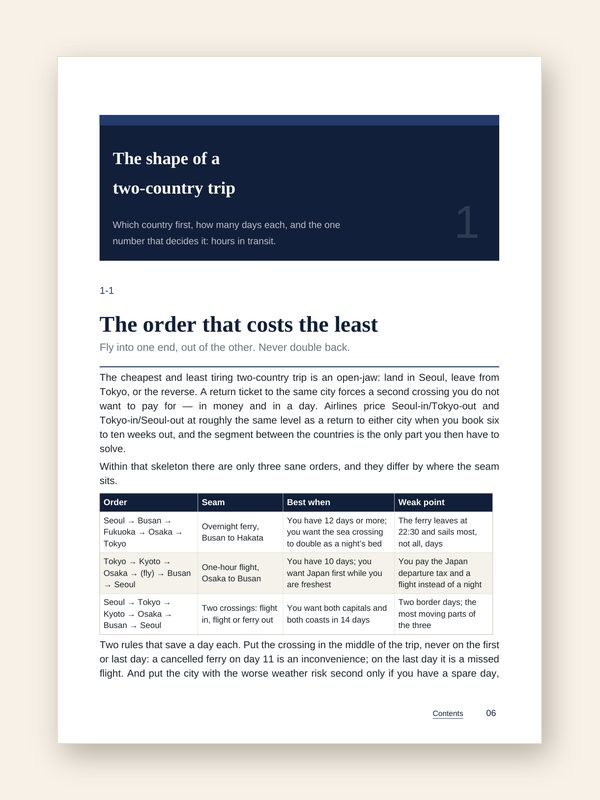 The shape of a
two-country trip
Which country first, how many days each, and the one
number that decides it: hours in transit.
1
1-1
The order that costs the least
Fly into one end, out of the other. Never double back.
The cheapest and least tiring two-country trip is an open-jaw: land in Seoul, leave from
Tokyo, or the reverse. A return ticket to the same city forces a second crossing you do not
want to pay for — in money and in a day. Airlines price Seoul-in/Tokyo-out and
Tokyo-in/Seoul-out at roughly the same level as a return to either city when you book six
to ten weeks out, and the segment between the countries is the only part you then have to
solve.
Within that skeleton there are only three sane orders, and they differ by where the seam
sits.
Order Seam Best when Weak point
Seoul → Busan →
Fukuoka → Osaka →
Tokyo
Overnight ferry,
Busan to Hakata
You have 12 days or more;
you want the sea crossing
to double as a night's bed
The ferry leaves at
22:30 and sails most,
not all, days
Tokyo → Kyoto →
Osaka → (fly) → Busan
→ Seoul
One-hour flight,
Osaka to Busan
You have 10 days; you
want Japan first while you
are freshest
You pay the Japan
departure tax and a
flight instead of a night
Seoul → Tokyo →
Kyoto → Osaka →
Busan → Seoul
Two crossings: flight
in, flight or ferry out
You want both capitals and
both coasts in 14 days
Two border days; the
most moving parts of
the three
Two rules that save a day each. Put the crossing in the middle of the trip, never on the first
or last day: a cancelled ferry on day 11 is an inconvenience; on the last day it is a missed
flight. And put the city with the worse weather risk second only if you have a spare day,
Contents 06